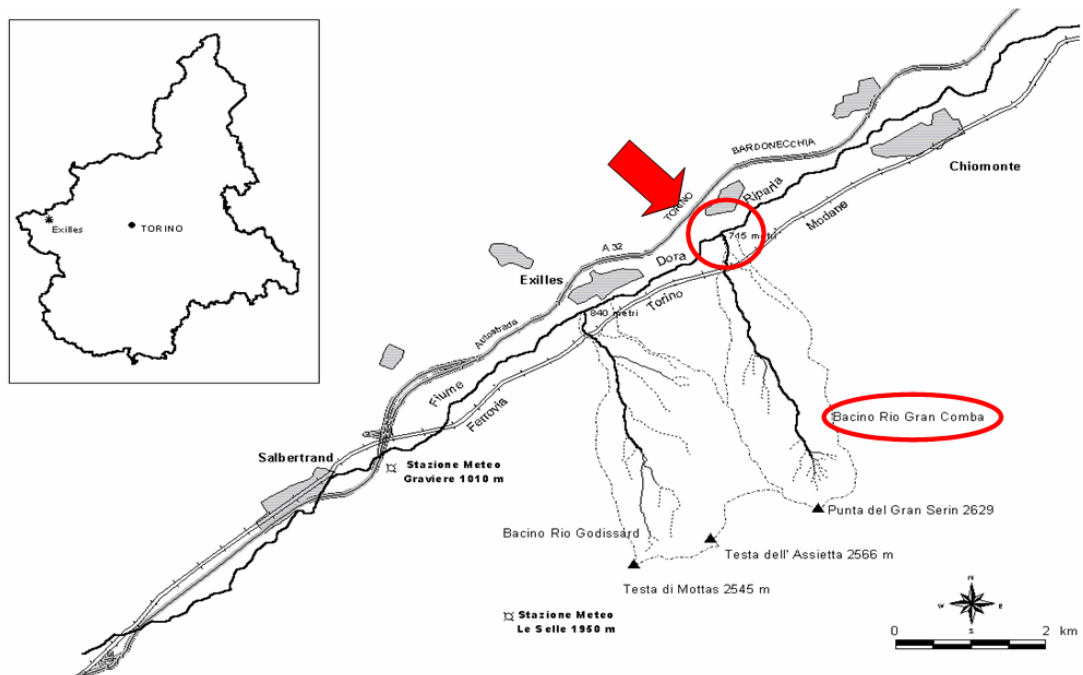 Exilles
TORINO
BARDONECCHIA
TORINO
Riparia
Chiomonte
Modane
745 metri
A 32
Dora
Exilles
Torino
840 metri
Autostrada
Fiume
Ferrovia
Bacino Rio Gran Comba
Salbertrand
Stazione Meteo
Graviere 1010 m
Punta del Gran Serin 2629
Bacino Rio Godissard
Testa dell' Assietta 2566 m
Testa di Mottas 2545 m
Stazione Meteo
Le Selle 1950 m
N
W
E
S
0
2
km